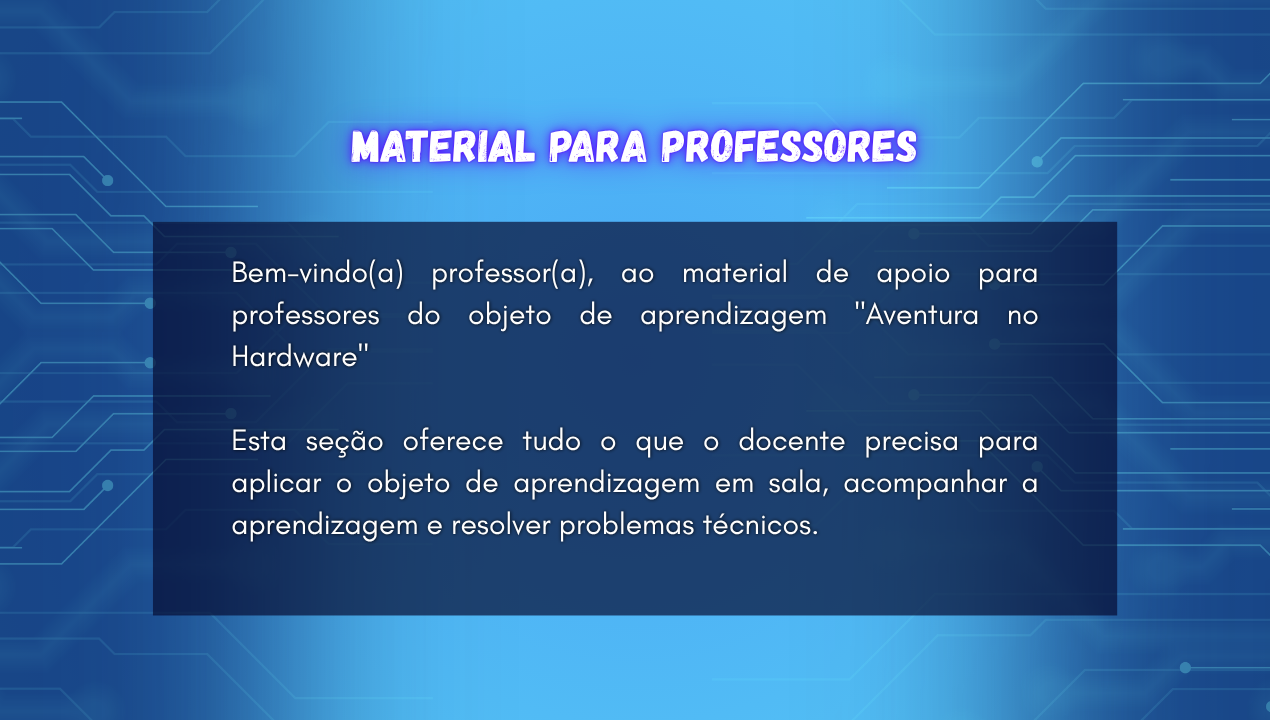 MATERIAL PARA PROFESSORES
Bem-vindo(a) professor(a), ao material de apoio para
professores do objeto de aprendizagem "Aventura no
Hardware"
Esta seção oferece tudo o que o docente precisa para
aplicar o objeto de aprendizagem em sala, acompanhar a
aprendizagem e resolver problemas técnicos.